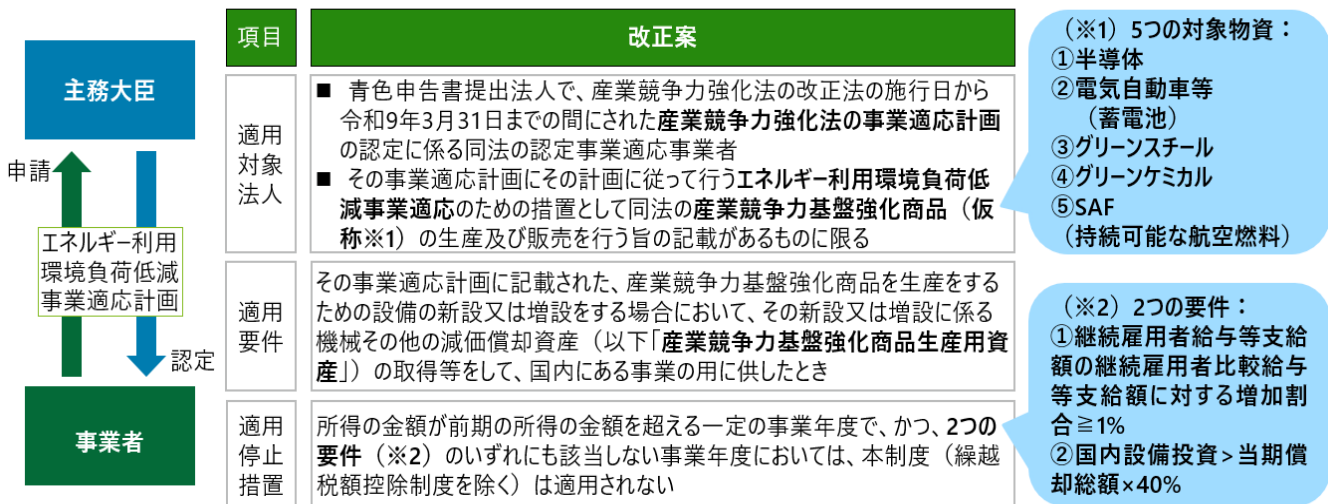 主務大臣
申請
エネルギー利用
環境負荷低減
事業適応計画
認定
事業者
項目
改正案
適用
対象
法人
■ 青色申告書提出法人で、産業競争力強化法の改正法の施行日から
令和9年3月31日までの間にされた産業競争力強化法の事業適応計画
の認定に係る同法の認定事業適応事業者
■ その事業適応計画にその計画に従って行うエネルギー利用環境負荷低
減事業適応のための措置として同法の産業競争力基盤強化商品（仮
称※1）の生産及び販売を行う旨の記載があるものに限る
適用
要件
その事業適応計画に記載された、産業競争力基盤強化商品を生産をする
ための設備の新設又は増設をする場合において、その新設又は増設に係る
機械その他の減価償却資産（以下「産業競争力基盤強化商品生産用資
産」）の取得等をして、国内にある事業の用に供したとき
適用
停止
措置
所得の金額が前期の所得の金額を超える一定の事業年度で、かつ、2つの
要件（※2）のいずれにも該当しない事業年度においては、本制度（繰越
税額控除制度を除く）は適用されない
（※1）5つの対象物資：
①半導体
②電気自動車等
（蓄電池）
③グリーンスチール
④グリーンケミカル
⑤SAF
（持続可能な航空燃料）
（※2）2つの要件：
①継続雇用者給与等支給
額の継続雇用者比較給与
等支給額に対する増加割
合≧1%
②国内設備投資>当期償
却総額×40%